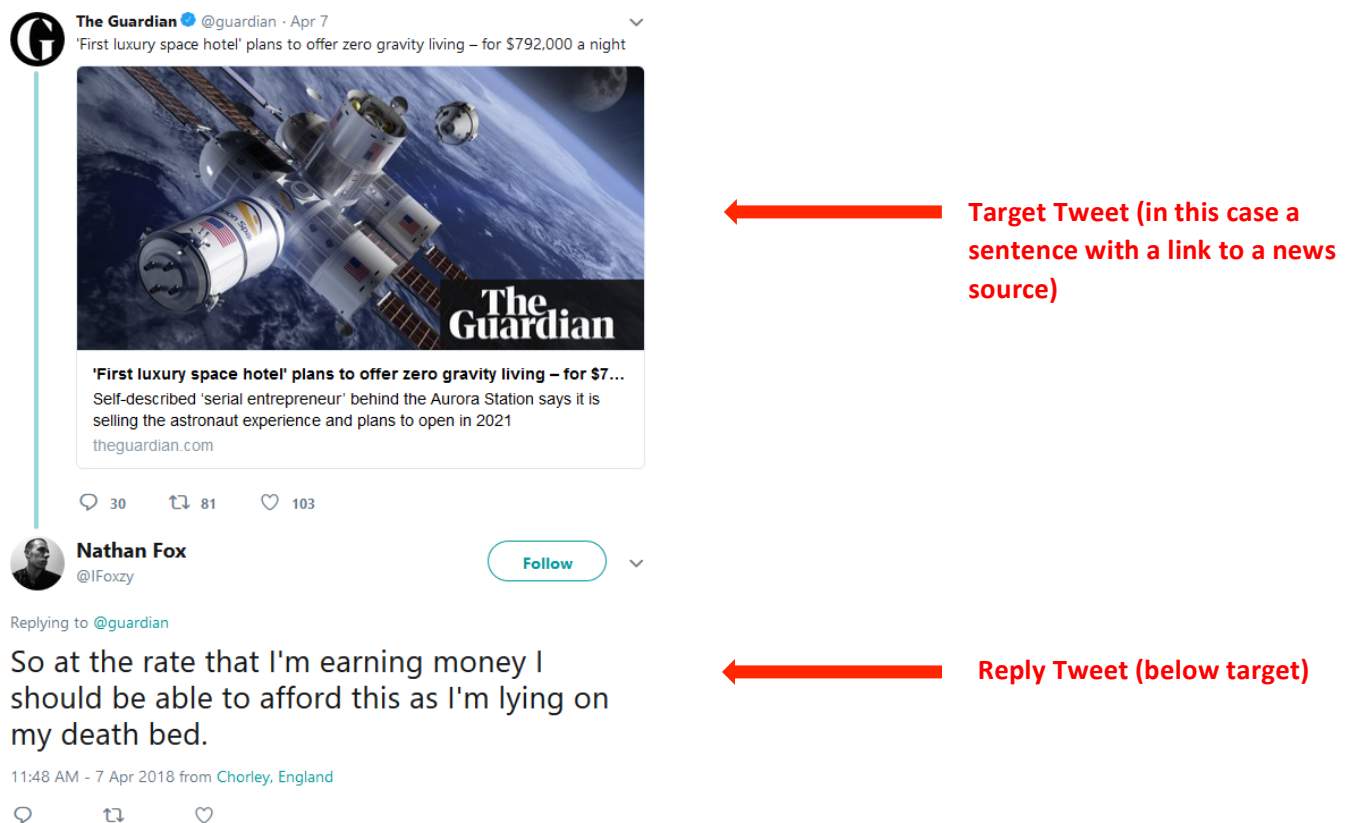 The Guardian @guardian · Apr 7
'First luxury space hotel' plans to offer zero gravity living – for $792,000 a night
The
Guardian
'First luxury space hotel' plans to offer zero gravity living – for $7...
Self-described 'serial entrepreneur' behind the Aurora Station says it is
selling the astronaut experience and plans to open in 2021
theguardian.com
30 81 103
Target Tweet (in this case a
sentence with a link to a news
source)
Nathan Fox
@IFoxzy
Follow
Replying to @guardian
So at the rate that I'm earning money I
should be able to afford this as I'm lying on
my death bed.
11:48 AM - 7 Apr 2018 from Chorley, England
Reply Tweet (below target)